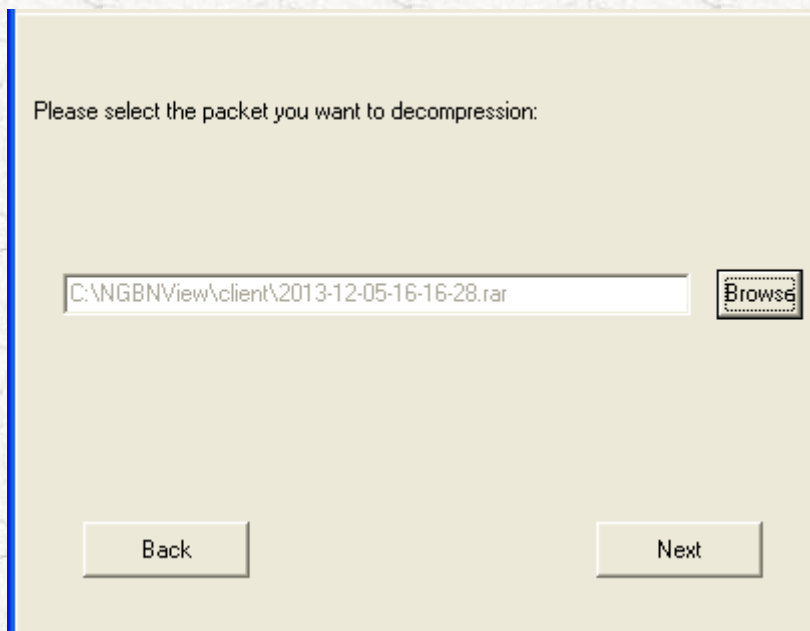 Please select the packet you want to decompression:
C:\NGBNView\client\2013-12-05-16-16-28.rar
Browse
Back
Next